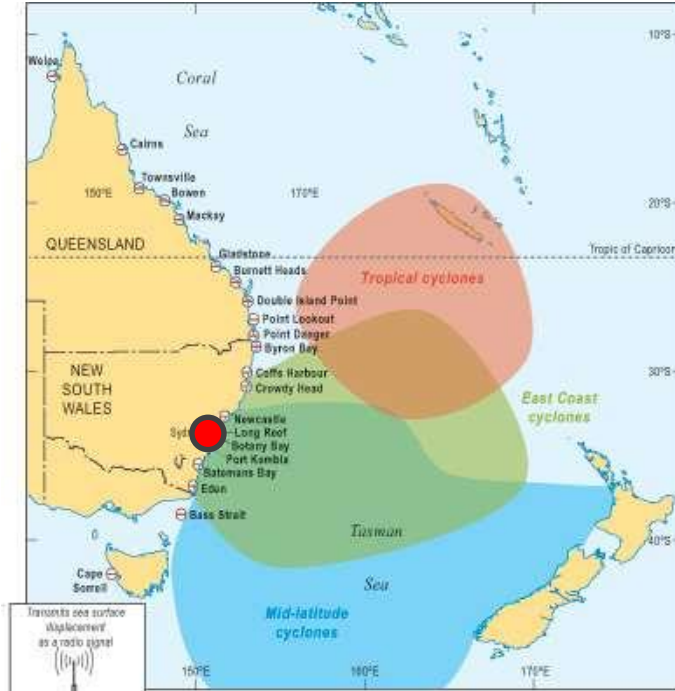 10°S
Weipa
Coral
Sea
Cairns
Townsville
150°E
170°E
Bowen
20°S
Mackay
QUEENSLAND
Gladstone
Tropic of Capricorn
Burnett Heads
Tropical cyclones
Double Island Point
Point Lookout
Point Danger
Byron Bay
NEW
SOUTH
WALES
Coffs Harbour
30°S
Crowdy Head
East Coast
cyclones
Newcastle
Long Reef
Botany Bay
Port Kembla
Batemans Bay
Eden
Bass Strait
Tasman
Sea
40°S
Cape
Sorrell
Mid-latitude
cyclones
Transmits sea surface
displacement
as a radio signal
150°E
160°E
170°E